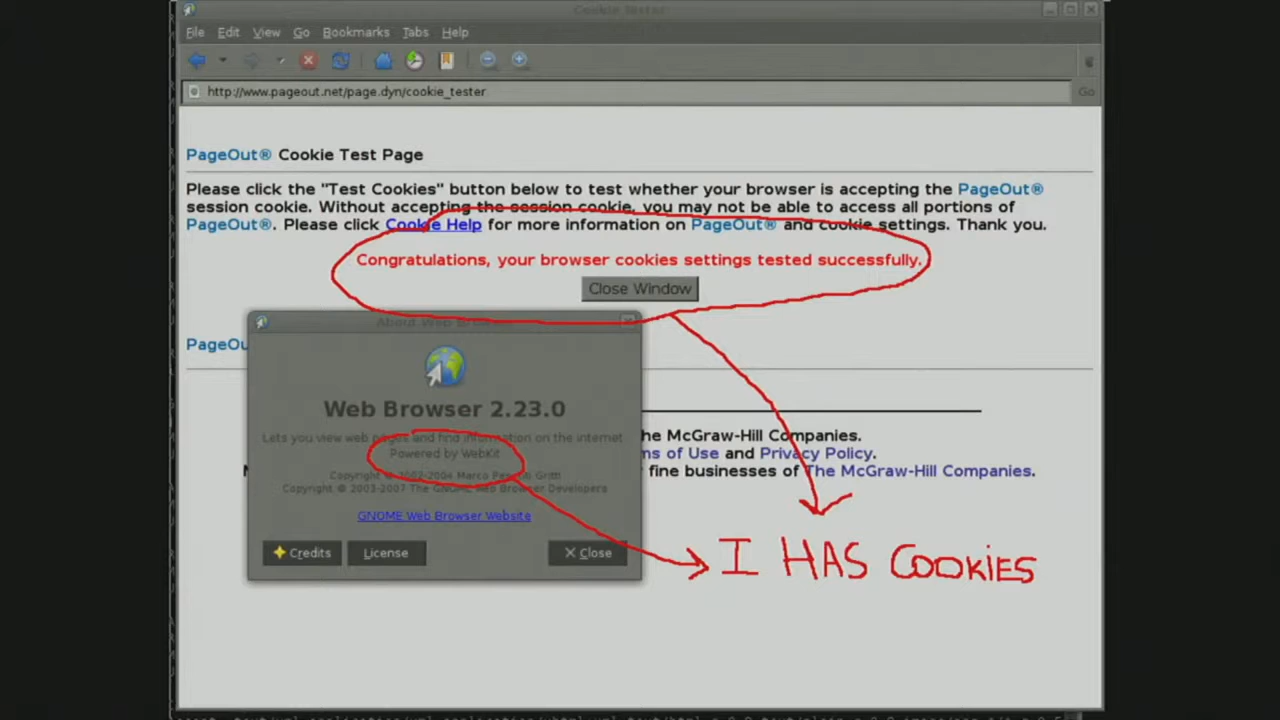 Cookie Tester
File Edit View Go Bookmarks Tabs Help
http://www.pageout.net/page.dyn/cookie_tester Go
PageOut® Cookie Test Page
Please click the "Test Cookies" button below to test whether your browser is accepting the PageOut®
session cookie. Without accepting the session cookie, you may not be able to access all portions of
PageOut®. Please click Cookie Help for more information on PageOut® and cookie settings. Thank you.
Congratulations, your browser cookies settings tested successfully.
Close Window
About Web Browser
PageOu
Web Browser 2.23.0
Lets you view web pages and find information on the internet
Powered by WebKit
Copyright © 2002-2004 Marco Pesenti Gritti
Copyright © 2003-2007 The GNOME Web Browser Developers
GNOME Web Browser Website
Credits License Close
he McGraw-Hill Companies.
ms of Use and Privacy Policy.
r fine businesses of The McGraw-Hill Companies.
I HAS COOKIES